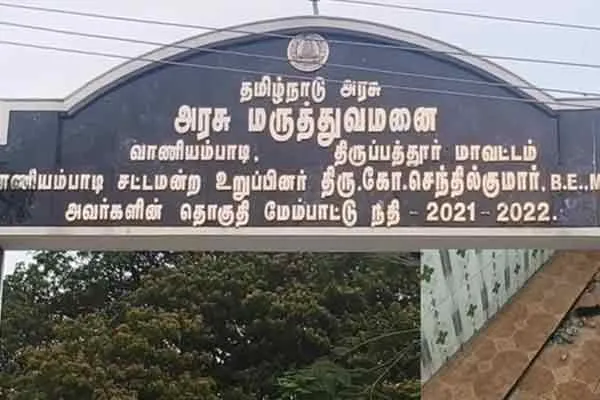 தமிழ்நாடு அரசு
அரசு மருத்துவமனை
வாணியம்பாடி, திருப்பத்தூர் மாவட்டம்
சட்டமன்ற உறுப்பினர் திரு.கோ.செந்தில்குமார், B.E.,
அவர்களின் தொகுதி மேம்பாட்டு நிதி - 2021 - 2022.